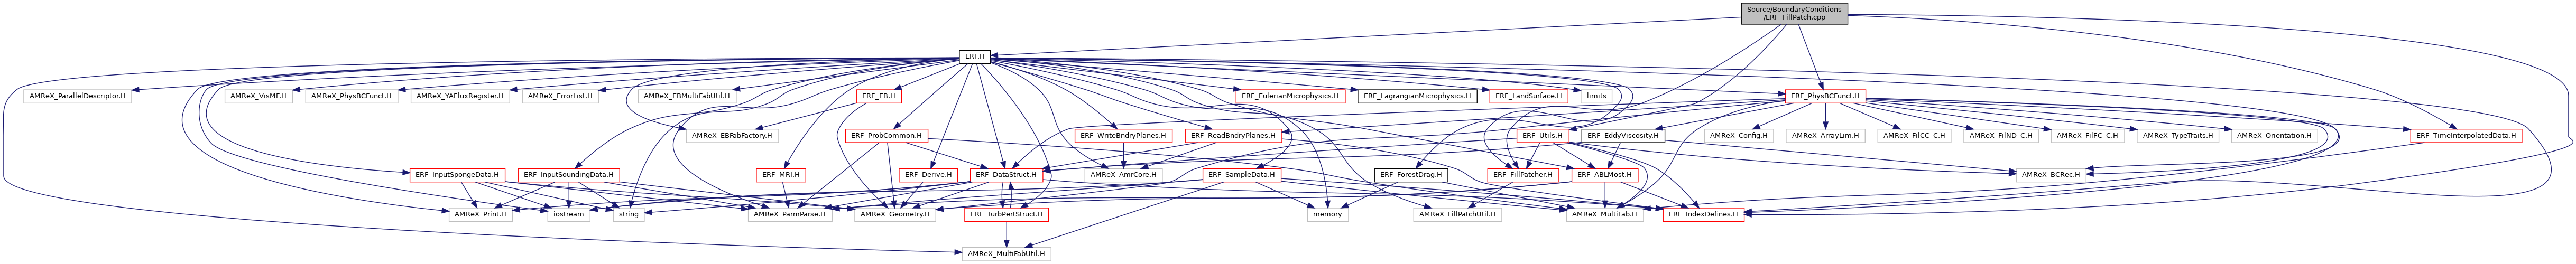 Source/BoundaryConditions
/ERF_FillPatch.cpp
ERF.H
AMReX_ParallelDescriptor.H
AMReX_VisMF.H
AMReX_PhysBCFunct.H
AMReX_YAFluxRegister.H
AMReX_ErrorList.H
AMReX_EBMultiFabUtil.H
ERF_EB.H
ERF_EulerianMicrophysics.H
ERF_LagrangianMicrophysics.H
ERF_LandSurface.H
limits
ERF_PhysBCFunct.H
AMReX_EBFabFactory.H
ERF_ProbCommon.H
ERF_WriteBndryPlanes.H
ERF_ReadBndryPlanes.H
ERF_Utils.H
ERF_EddyViscosity.H
AMReX_Config.H
AMReX_ArrayLim.H
AMReX_FilCC_C.H
AMReX_FilND_C.H
AMReX_FilFC_C.H
AMReX_TypeTraits.H
AMReX_Orientation.H
ERF_TimeInterpolatedData.H
ERF_InputSpongeData.H
ERF_InputSoundingData.H
ERF_MRI.H
ERF_Derive.H
ERF_DataStruct.H
AMReX_AmrCore.H
ERF_SampleData.H
ERF_ForestDrag.H
ERF_FillPatcher.H
ERF_ABLMost.H
AMReX_BCRec.H
AMReX_Print.H
iostream
string
AMReX_ParmParse.H
AMReX_Geometry.H
ERF_TurbPertStruct.H
memory
AMReX_FillPatchUtil.H
AMReX_MultiFab.H
ERF_IndexDefines.H
AMReX_MultiFabUtil.H